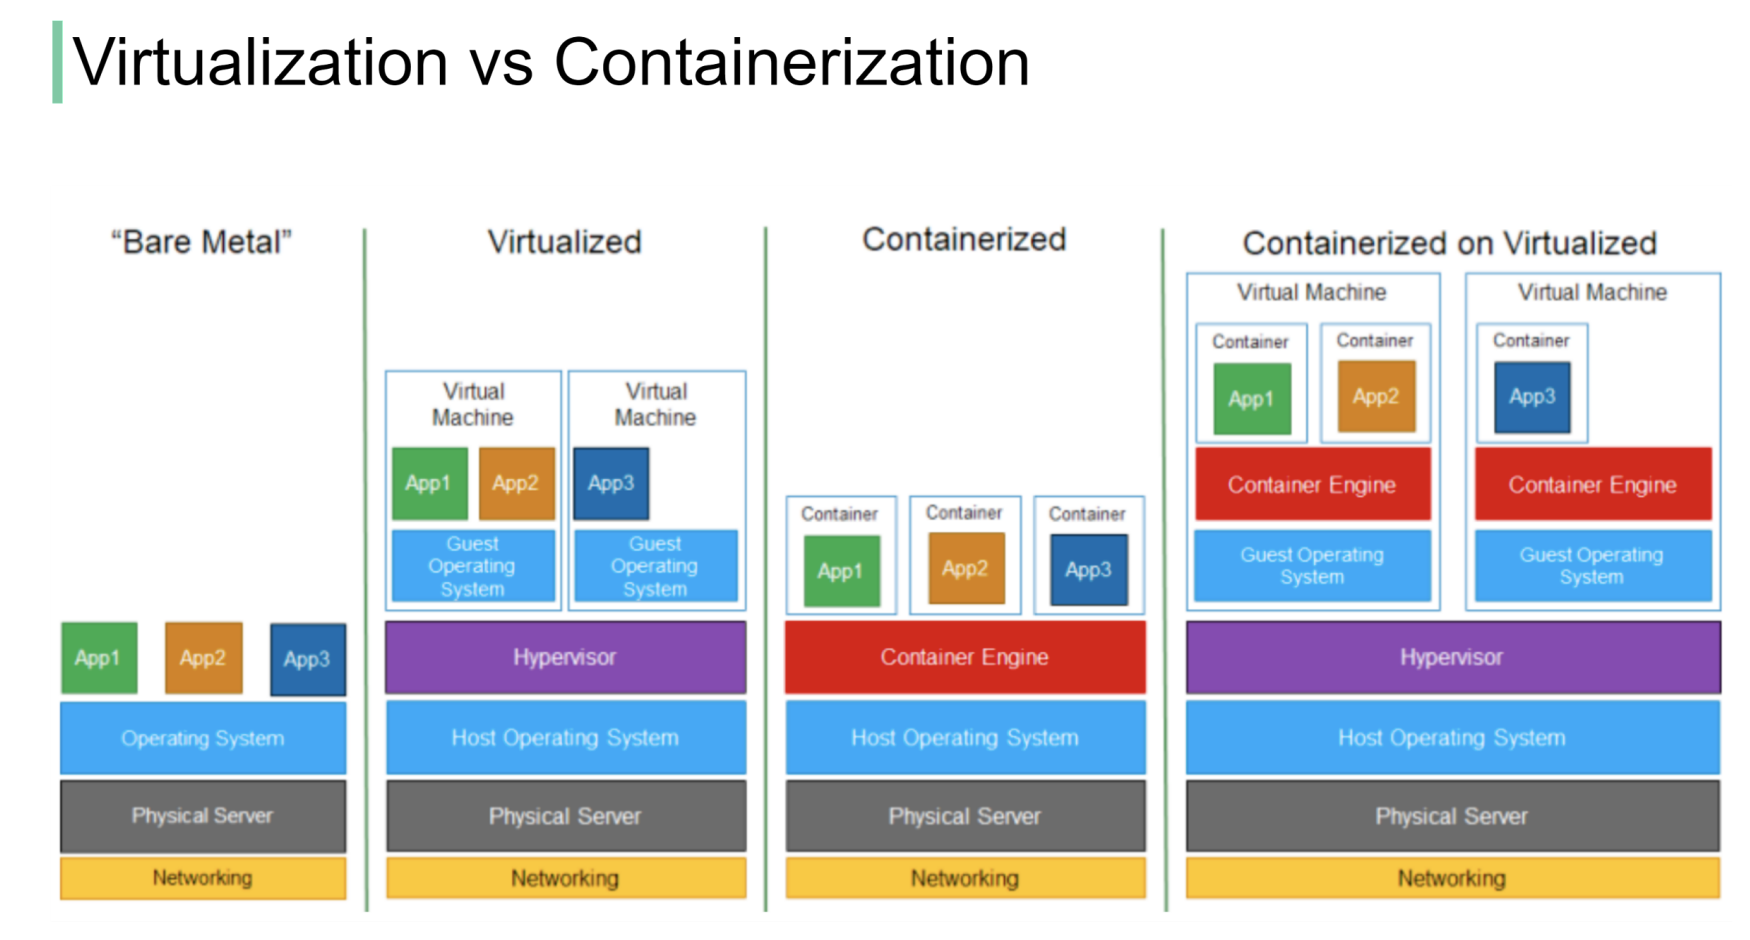 Virtualization vs Containerization
“Bare Metal”
App1
App2
App3
Operating System
Physical Server
Networking
Virtualized
Virtual
Machine
App1
App2
Guest
Operating
System
Virtual
Machine
App3
Guest
Operating
System
Hypervisor
Host Operating System
Physical Server
Networking
Containerized
Container
App1
Container
App2
Container
App3
Container Engine
Host Operating System
Physical Server
Networking
Containerized on Virtualized
Virtual Machine
Container
App1
Container
App2
Container Engine
Guest Operating
System
Virtual Machine
Container
App3
Container Engine
Guest Operating
System
Hypervisor
Host Operating System
Physical Server
Networking